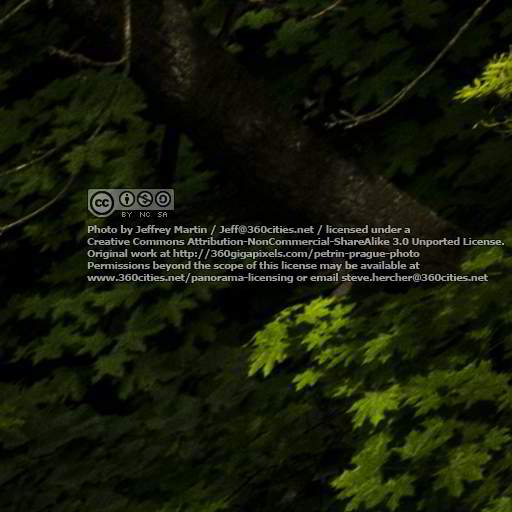 cc
BY NC SA
Photo by Jeffrey Martin / Jeff@360cities.net / licensed under a
Creative Commons Attribution-NonCommercial-ShareAlike 3.0 Unported License.
Original work at http://360gigapixels.com/petrin-prague-photo
Permissions beyond the scope of this license may be available at
www.360cities.net/panorama-licensing or email steve.hercher@360cities.net